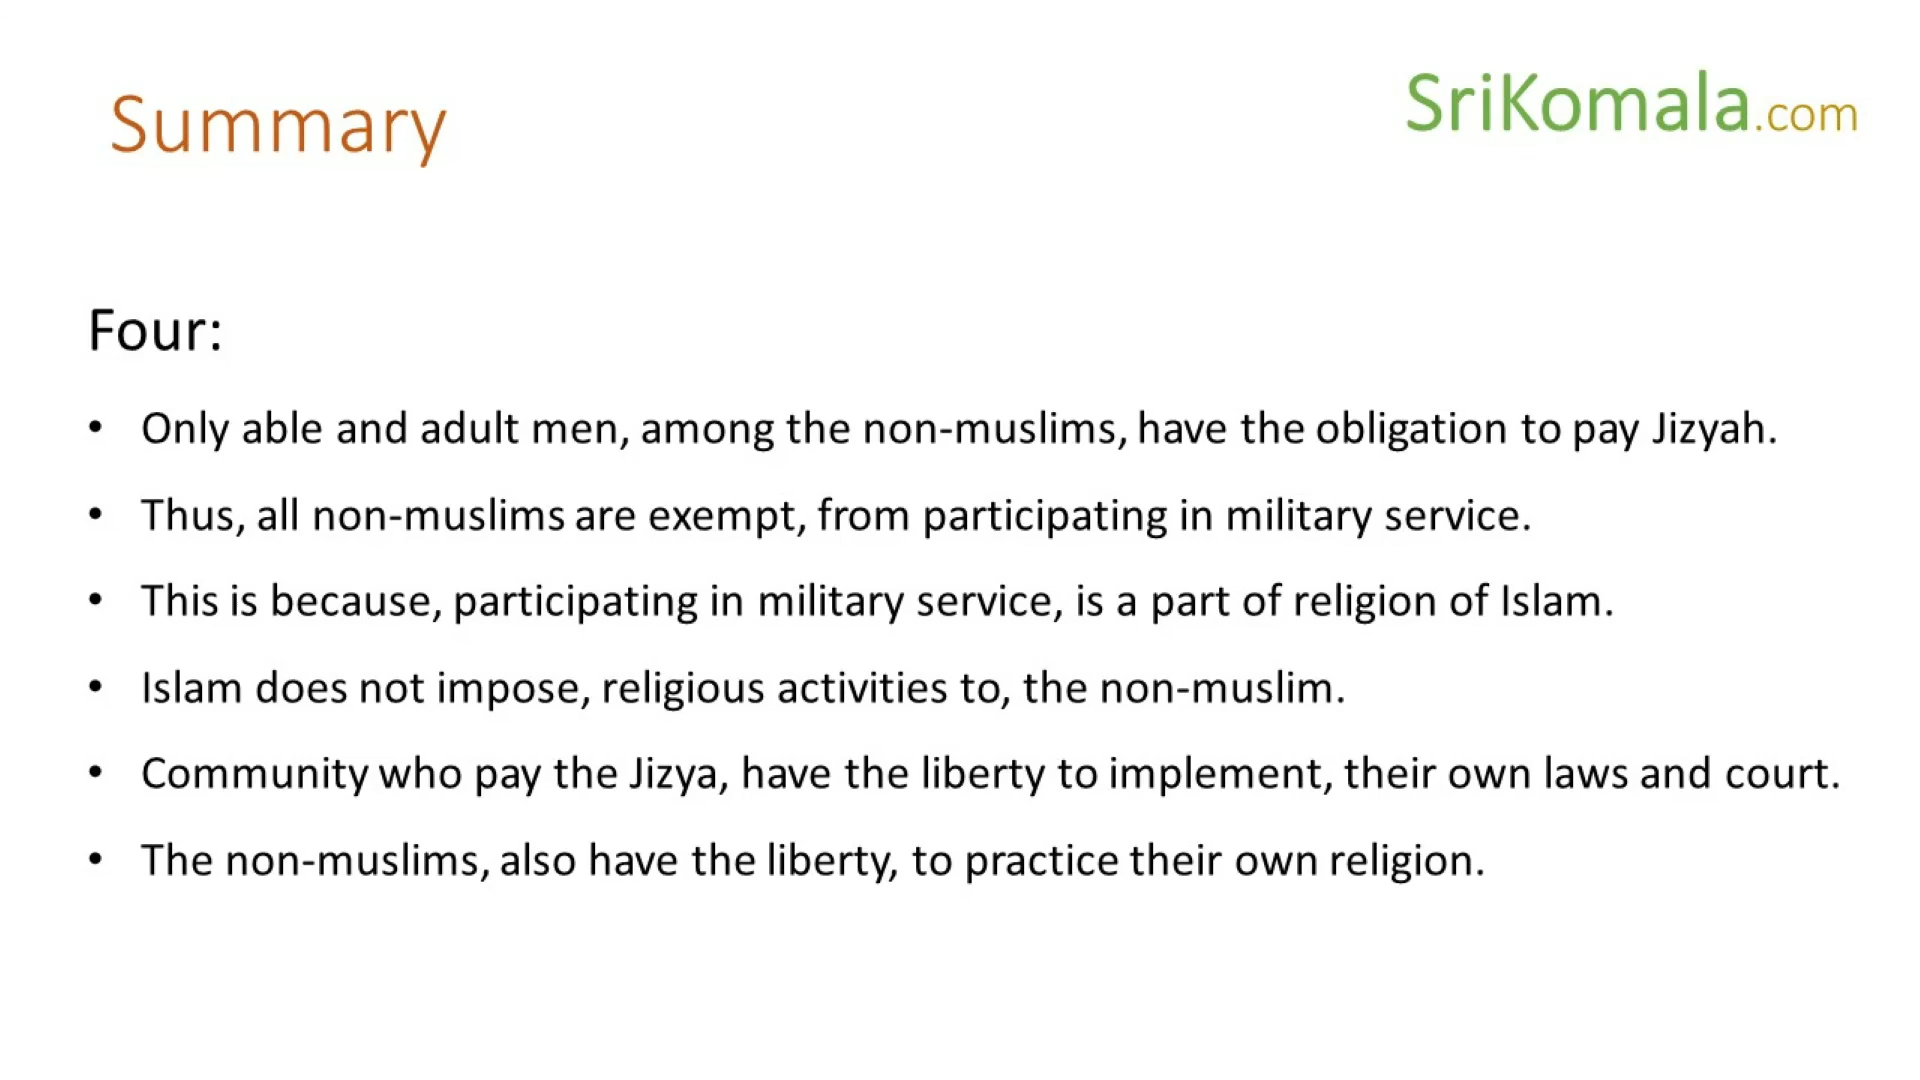 Summary
SriKomala.com
Four:
• Only able and adult men, among the non-muslims, have the obligation to pay Jizyah.
• Thus, all non-muslims are exempt, from participating in military service.
• This is because, participating in military service, is a part of religion of Islam.
• Islam does not impose, religious activities to, the non-muslim.
• Community who pay the Jizya, have the liberty to implement, their own laws and court.
• The non-muslims, also have the liberty, to practice their own religion.